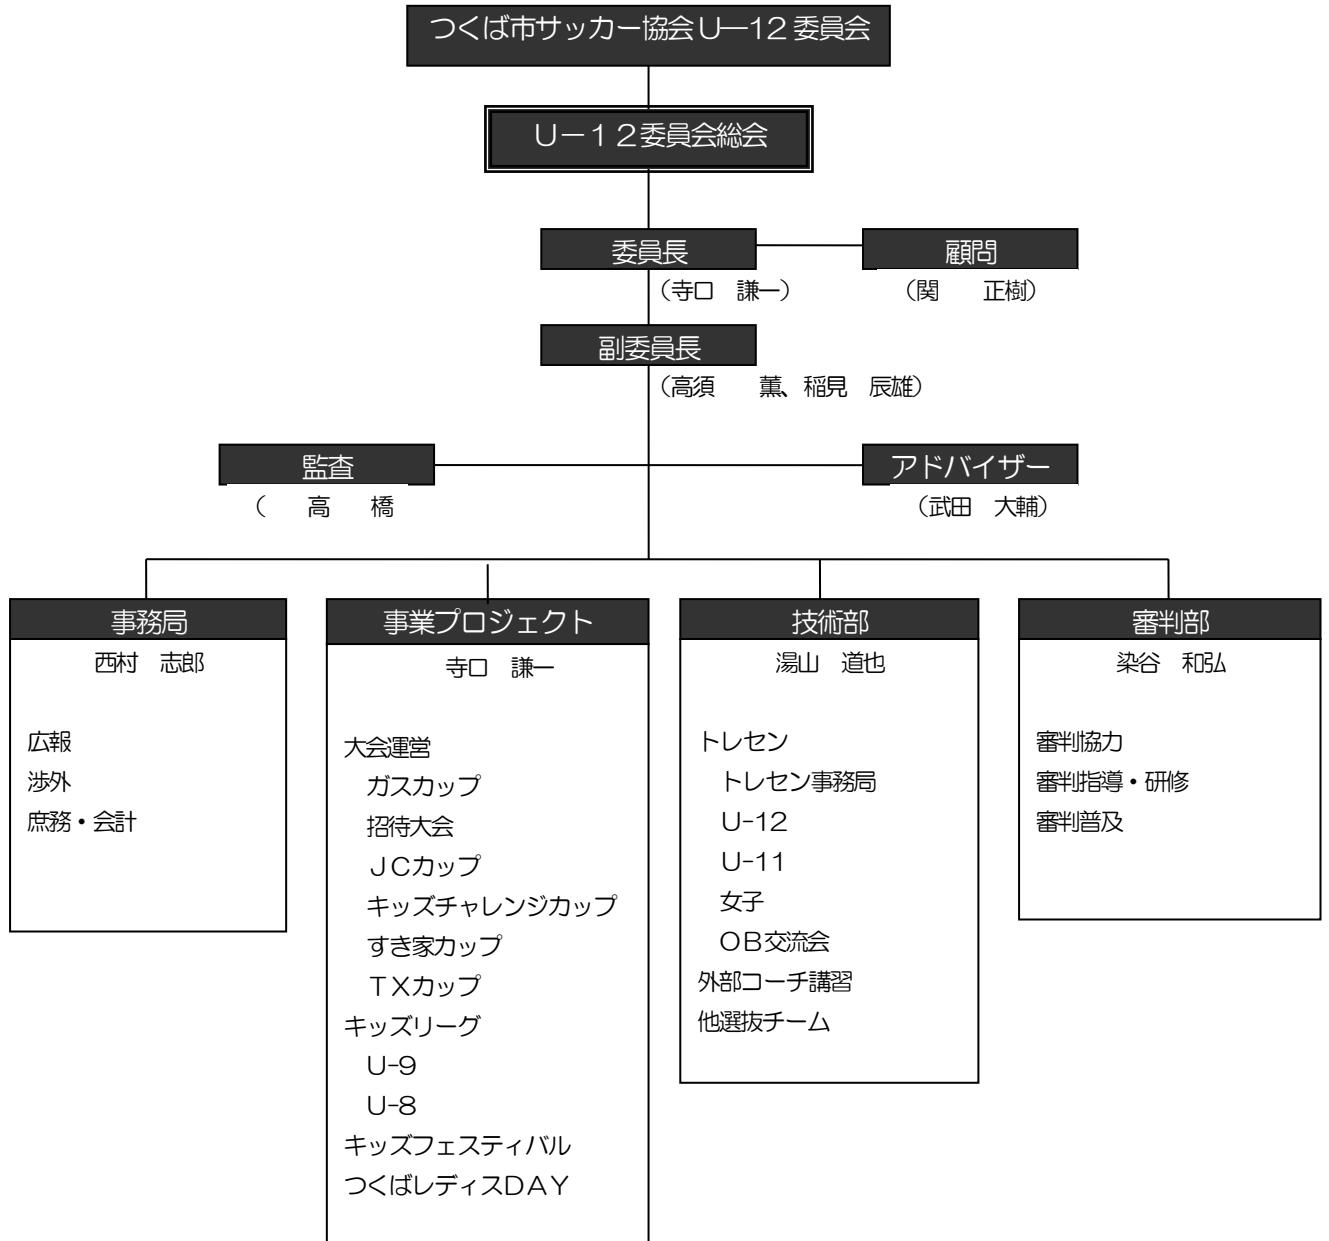 つくば市サッカー協会U—12委員会
U－１２委員会総会
委員長
顧問
（寺口　謙一）
（関　　正樹）
副委員長
（高須　　薫、稲見　辰雄）
監査
アドバイザー
（　高　橋
（武田　大輔）
事務局
西村　志郎
広報
渉外
庶務・会計
事業プロジェクト
寺口　謙一
大会運営
ガスカップ
招待大会
ＪＣカップ
キッズチャレンジカップ
すき家カップ
ＴＸカップ
キッズリーグ
U-9
U-8
キッズフェスティバル
つくばレディスＤＡＹ
技術部
湯山　道也
トレセン
トレセン事務局
U-12
U-11
女子
ＯＢ交流会
外部コーチ講習
他選抜チーム
審判部
染谷　和弘
審判協力
審判指導・研修
審判普及